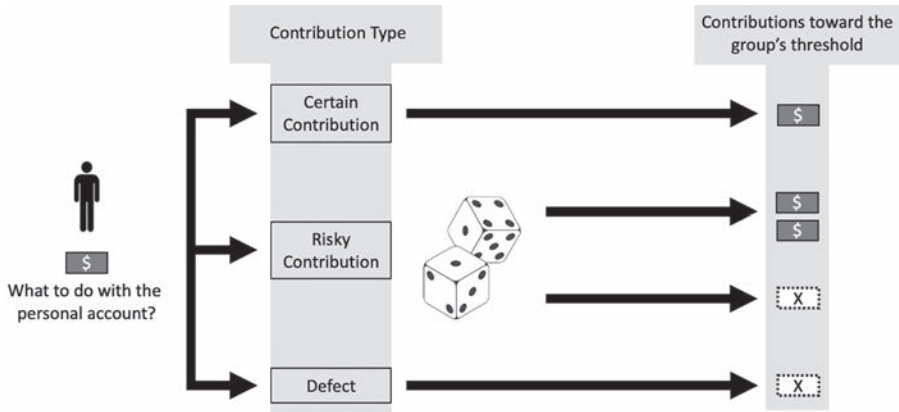 Contribution Type
Contributions toward the
group's threshold
Certain
Contribution
$
$
$
Risky
Contribution
$
What to do with the
personal account?
X
Defect
X